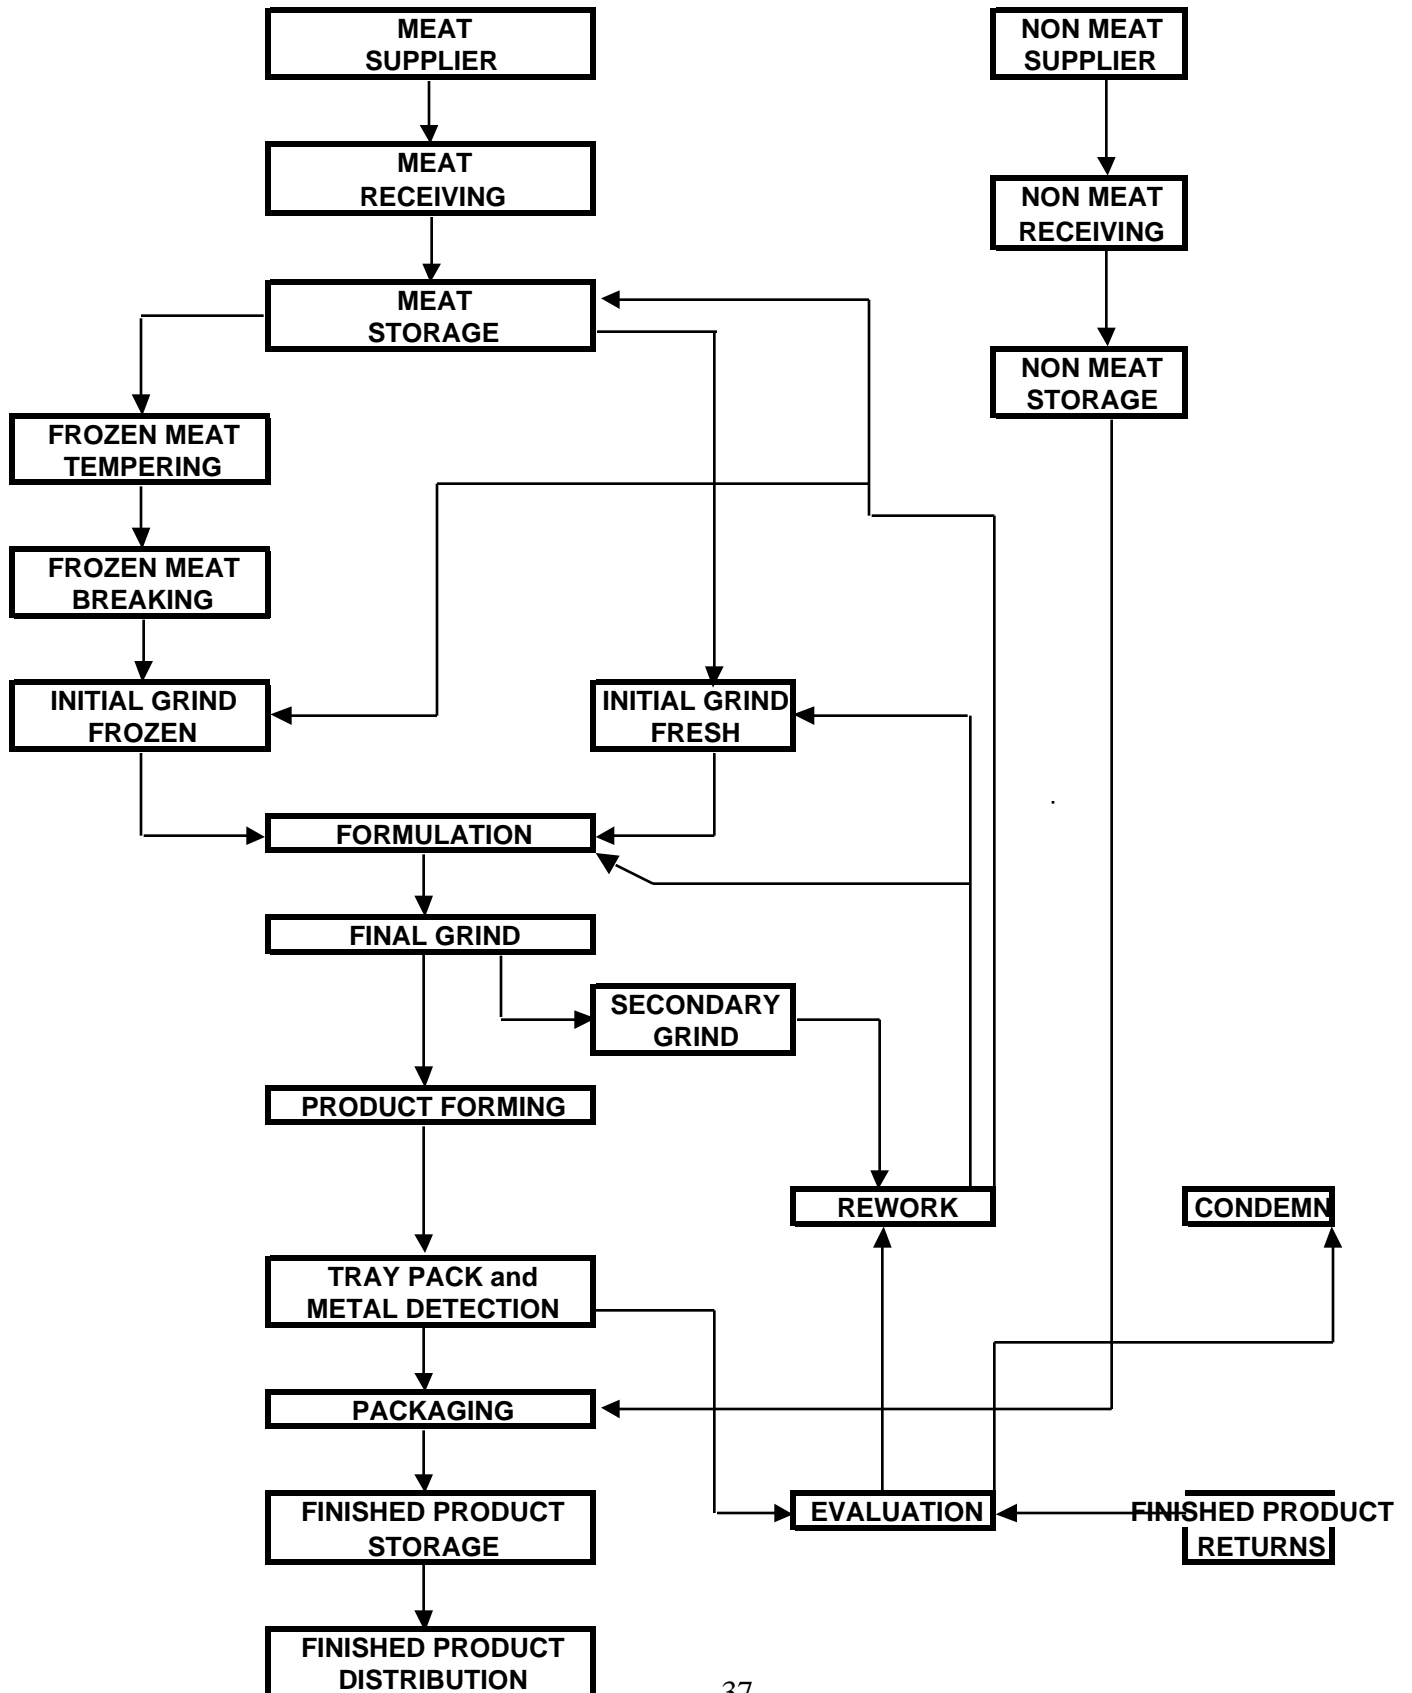 MEAT
SUPPLIER
NON MEAT
SUPPLIER
MEAT
RECEIVING
NON MEAT
RECEIVING
MEAT
STORAGE
NON MEAT
STORAGE
FROZEN MEAT
TEMPERING
FROZEN MEAT
BREAKING
INITIAL GRIND
FROZEN
INITIAL GRIND
FRESH
FORMULATION
FINAL GRIND
SECONDARY
GRIND
PRODUCT FORMING
REWORK
CONDEMN
TRAY PACK and
METAL DETECTION
PACKAGING
FINISHED PRODUCT
STORAGE
EVALUATION
FINISHED PRODUCT
RETURNS
FINISHED PRODUCT
DISTRIBUTION
37